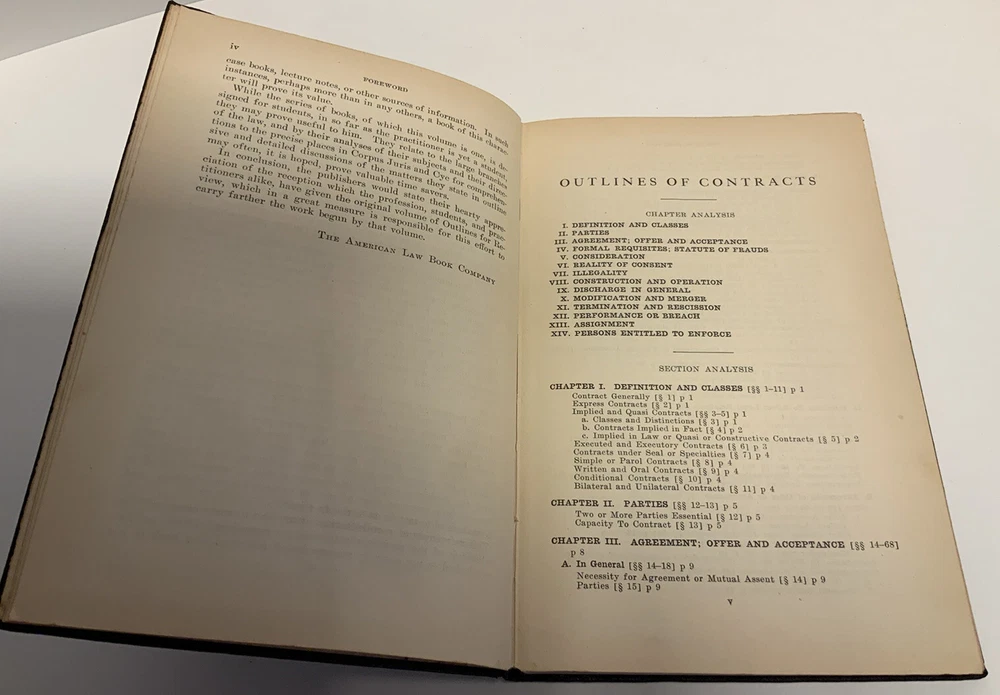 iv
FOREWORD
case books, lecture notes, or other sources of information. In such
instances, perhaps more than in any others, a book of this charac-
ter will prove its value.
While the series of books, of which this volume is one, is de-
signed for students, in so far as the practitioner is yet a student,
they may prove useful to him. They relate to the large branches
of the law, and by their analyses of their subjects and their direc-
tions to the precise places in Corpus Juris and Cyc for comprehen-
sive and detailed discussions of the matters they state in outline
may often, it is hoped, prove valuable time savers.
In conclusion, the publishers would state their hearty appre-
ciation of the reception which the profession, students, and prac-
titioners alike, have given the original volume of Outlines for Re-
view, which in a great measure is responsible for this effort to
carry farther the work begun by that volume.
THE AMERICAN LAW BOOK COMPANY
OUTLINES OF CONTRACTS
CHAPTER ANALYSIS
I. DEFINITION AND CLASSES
II. PARTIES
III. AGREEMENT; OFFER AND ACCEPTANCE
IV. FORMAL REQUISITES; STATUTE OF FRAUDS
V. CONSIDERATION
VI. REALITY OF CONSENT
VII. ILLEGALITY
VIII. CONSTRUCTION AND OPERATION
IX. DISCHARGE IN GENERAL
X. MODIFICATION AND MERGER
XI. TERMINATION AND RESCISSION
XII. PERFORMANCE OR BREACH
XIII. ASSIGNMENT
XIV. PERSONS ENTITLED TO ENFORCE
SECTION ANALYSIS
CHAPTER I. DEFINITION AND CLASSES [§§ 1-11] p 1
Contract Generally [§ 1] p 1
Express Contracts [§ 2] p 1
Implied and Quasi Contracts [§§ 3-5] p 1
a. Classes and Distinctions [§ 3] p 1
b. Contracts Implied in Fact [§ 4] p 2
c. Implied in Law or Quasi or Constructive Contracts [§ 5] p 2
Executed and Executory Contracts [§ 6] p 3
Contracts under Seal or Specialties [§ 7] p 4
Simple or Parol Contracts [§ 8] p 4
Written and Oral Contracts [§ 9] p 4
Conditional Contracts [§ 10] p 4
Bilateral and Unilateral Contracts [§ 11] p 4
CHAPTER II. PARTIES [§§ 12-13] p 5
Two or More Parties Essential [§ 12] p 5
Capacity To Contract [§ 13] p 5
CHAPTER III. AGREEMENT; OFFER AND ACCEPTANCE [§§ 14-68]
p 8
A. In General [§§ 14-18] p 9
Necessity for Agreement or Mutual Assent [§ 14] p 9
Parties [§ 15] p 9
v